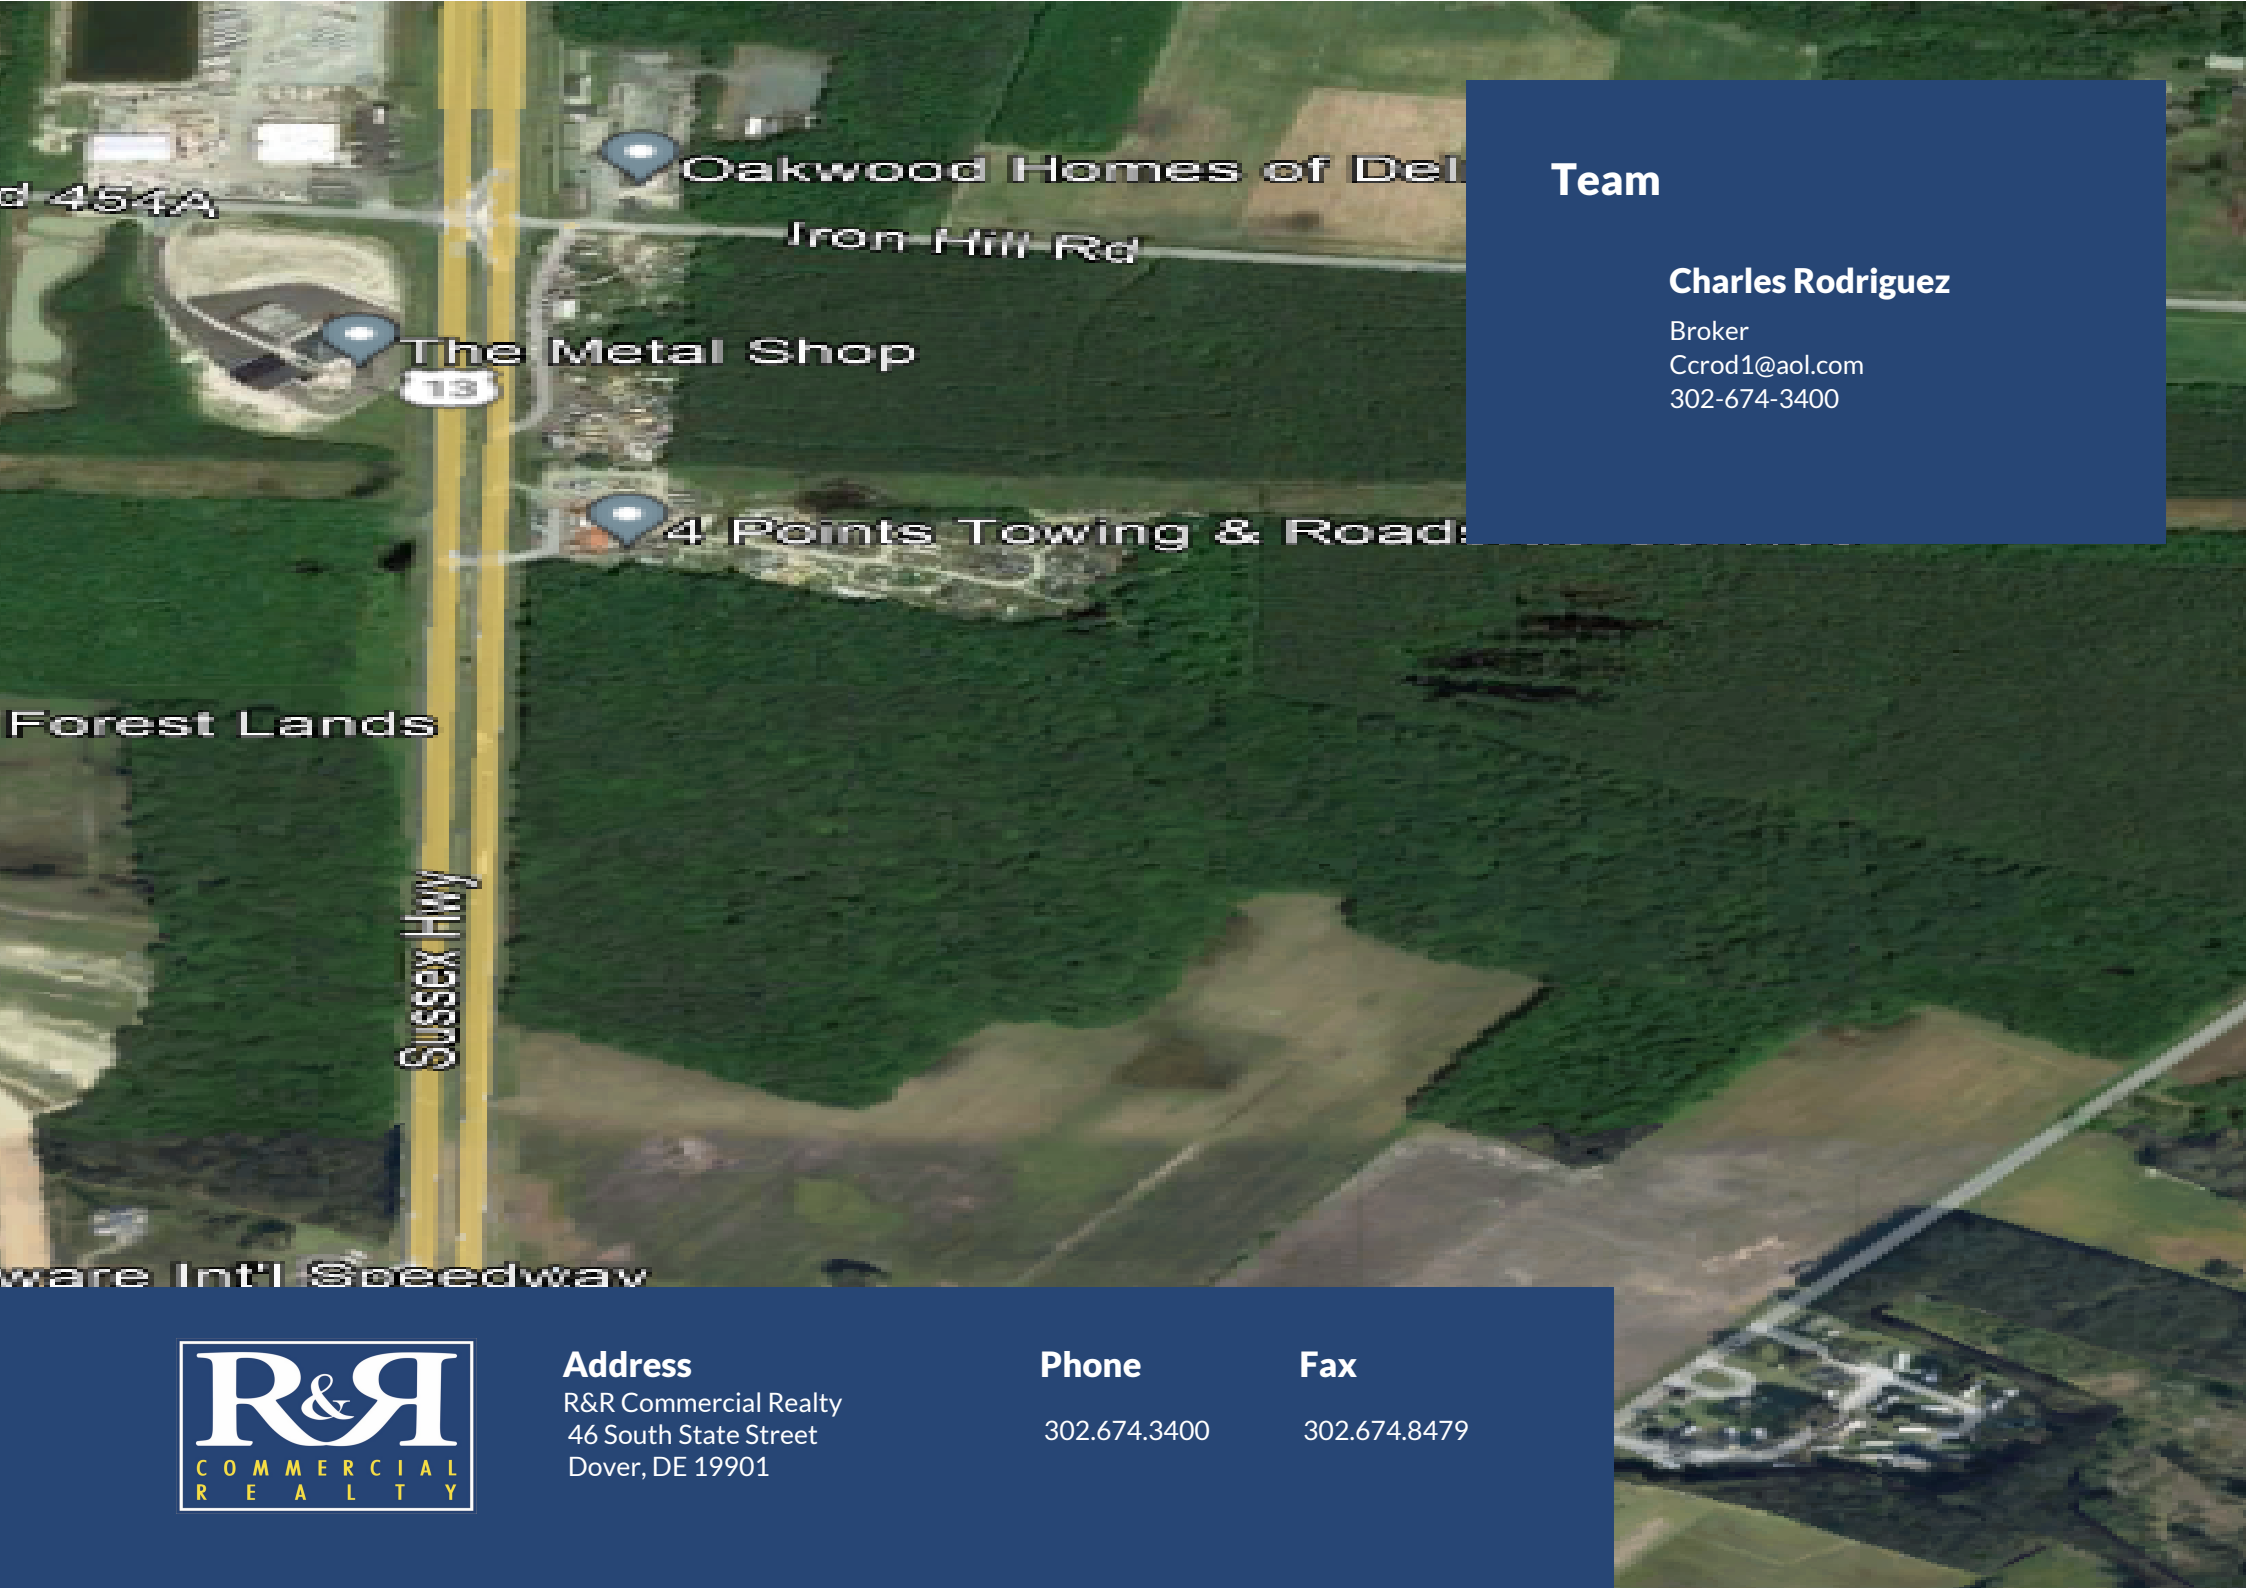 Oakwood Homes of Del
d 454A
Iron Hill Rd
The Metal Shop
13
4 Points Towing &
Forest Lands
Sussex Hwy
ware Int'l Speedway
Team
Charles Rodriguez
Broker
Ccrod1@aol.com
302-674-3400
R&R
COMMERCIAL
REALTY
Address
R&R Commercial Realty
46 South State Street
Dover, DE 19901
Phone
302.674.3400
Fax
302.674.8479